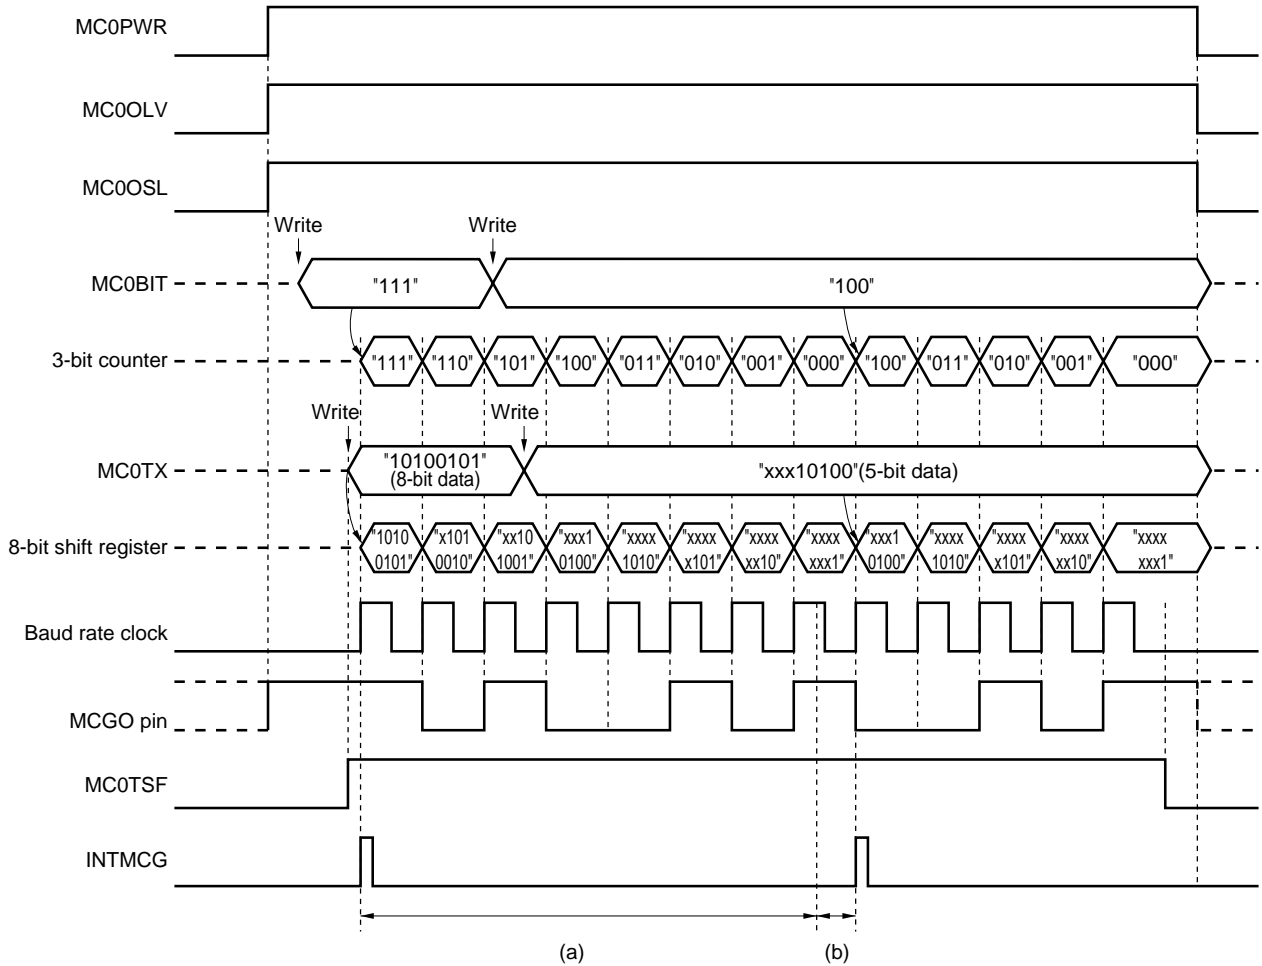 MC0PWR
MC0OLV
MC0OSL
Write Write
MC0BIT "111" "100"
3-bit counter "111" "110" "101" "100" "011" "010" "001" "000" "100" "011" "010" "001" "000"
Write Write
MC0TX "10100101" "xxx10100"(5-bit data)
(8-bit data)
8-bit shift register "1010 "x101 "xx10 "xxx1 "xxxx "xxxx "xxxx "xxxx "xxx1 "xxxx "xxxx "xxxx "xxxx
0101" 0010" 1001" 0100" 1010" x101" xx10" xxx1" 0100" 1010" x101" xx10" xxx1"
Baud rate clock
MCGO pin
MC0TSF
INTMCG
(a) (b)